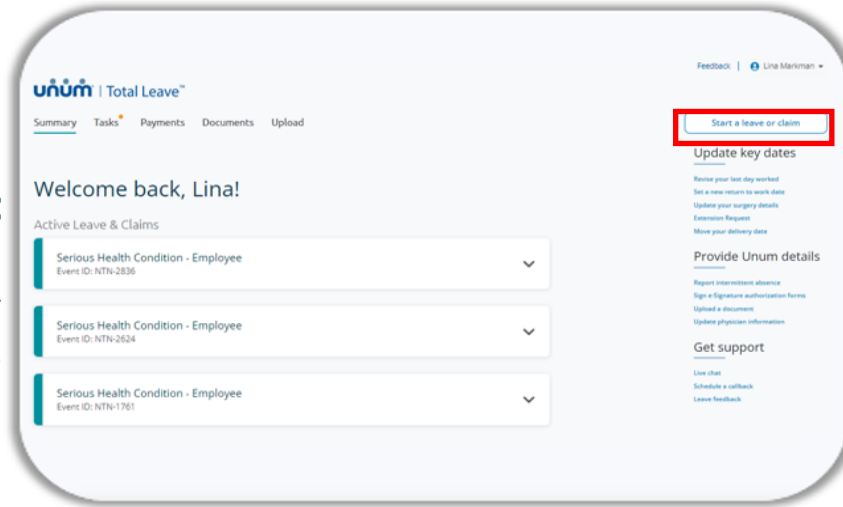 Feedback | Lina Markman
unum | Total Leave™
Summary Tasks Payments Documents Upload
Start a leave or claim
Welcome back, Lina!
Active Leave & Claims
Serious Health Condition - Employee
Event ID: NTN-2836
Serious Health Condition - Employee
Event ID: NTN-2624
Serious Health Condition - Employee
Event ID: NTN-1761
Update key dates
Revise your last day worked
Set a new return to work date
Update your surgery details
Extension Request
Move your delivery date
Provide Unum details
Report intermittent absence
Sign e-Signature authorization forms
Upload a document
Update physician information
Get support
Live chat
Schedule a callback
Leave feedback